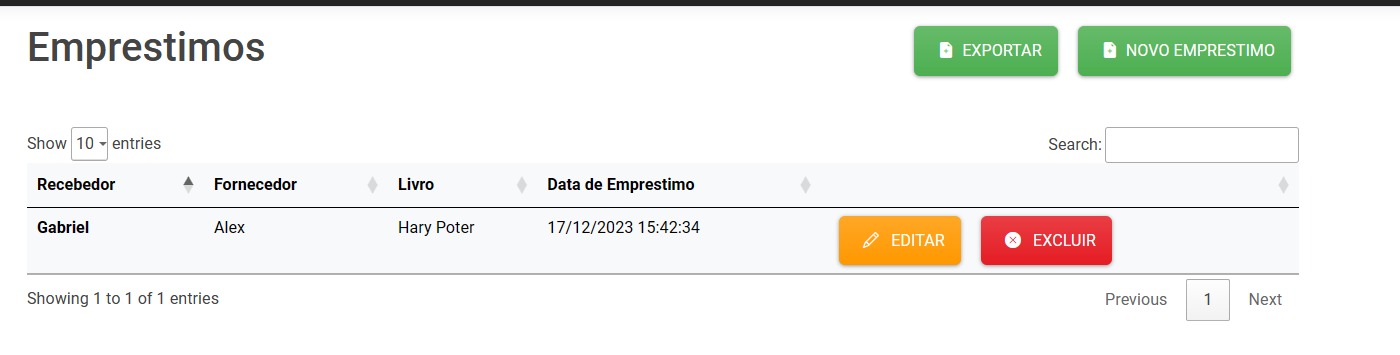 Emprestimos
EXPORTAR NOVO EMPRESTIMO
Show 10 entries Search:
Recebedor Fornecedor Livro Data de Emprestimo
Gabriel Alex Hary Poter 17/12/2023 15:42:34 EDITAR EXCLUIR
Showing 1 to 1 of 1 entries Previous 1 Next